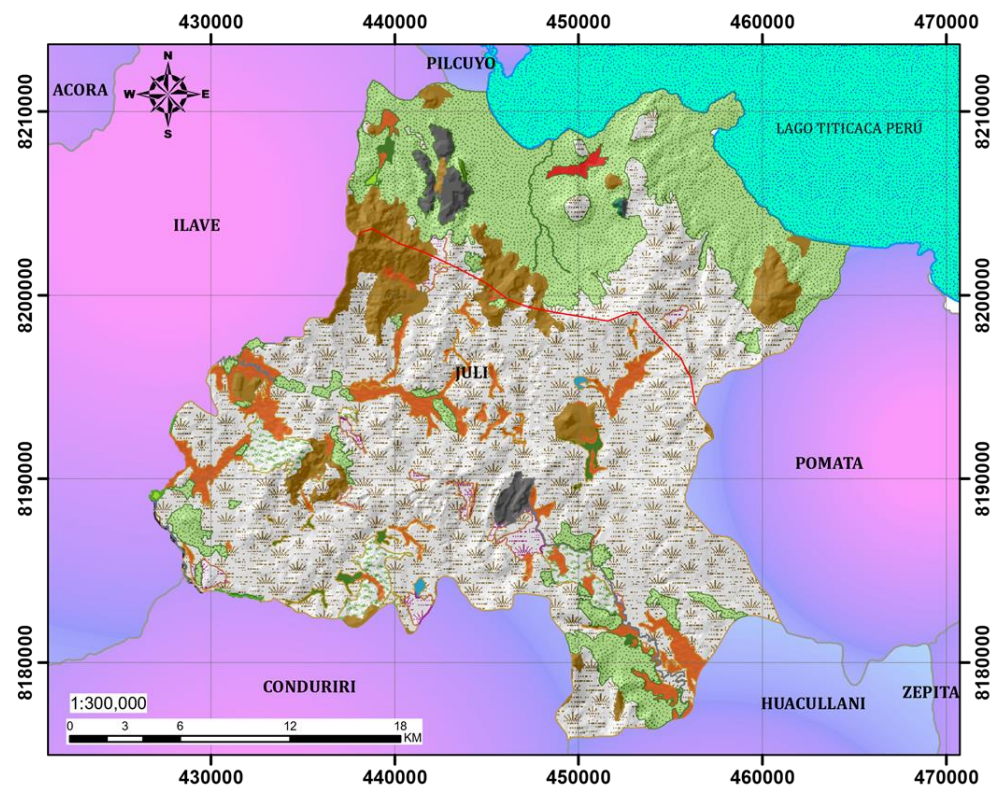 430000 440000 450000 460000 470000
PILCUYO
ACORA
N
W E
S
8210000 8210000
LAGO TITICACA PERÚ
ILAVE
8200000 8200000
JULI
8190000 8190000
POMATA
8180000 8180000
CONDURIRI
HUACULLANI
ZEPITA
1:300,000
0 3 6 12 18
KM
430000 440000 450000 460000 470000